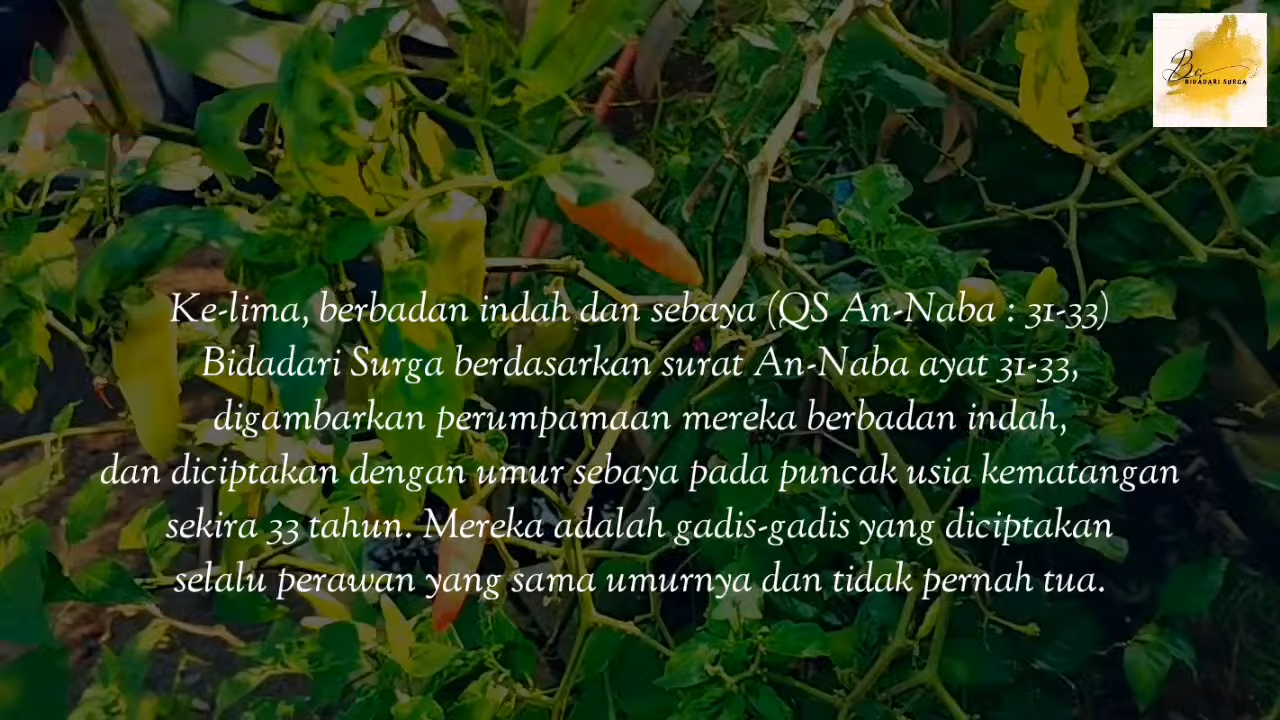 Bs
BIDADARI SURGA
Ke-lima, berbadan indah dan sebaya (QS An-Naba : 31-33)
Bidadari Surga berdasarkan surat An-Naba ayat 31-33,
digambarkan perumpamaan mereka berbadan indah,
dan diciptakan dengan umur sebaya pada puncak usia kematangan
sekira 33 tahun. Mereka adalah gadis-gadis yang diciptakan
selalu perawan yang sama umurnya dan tidak pernah tua.